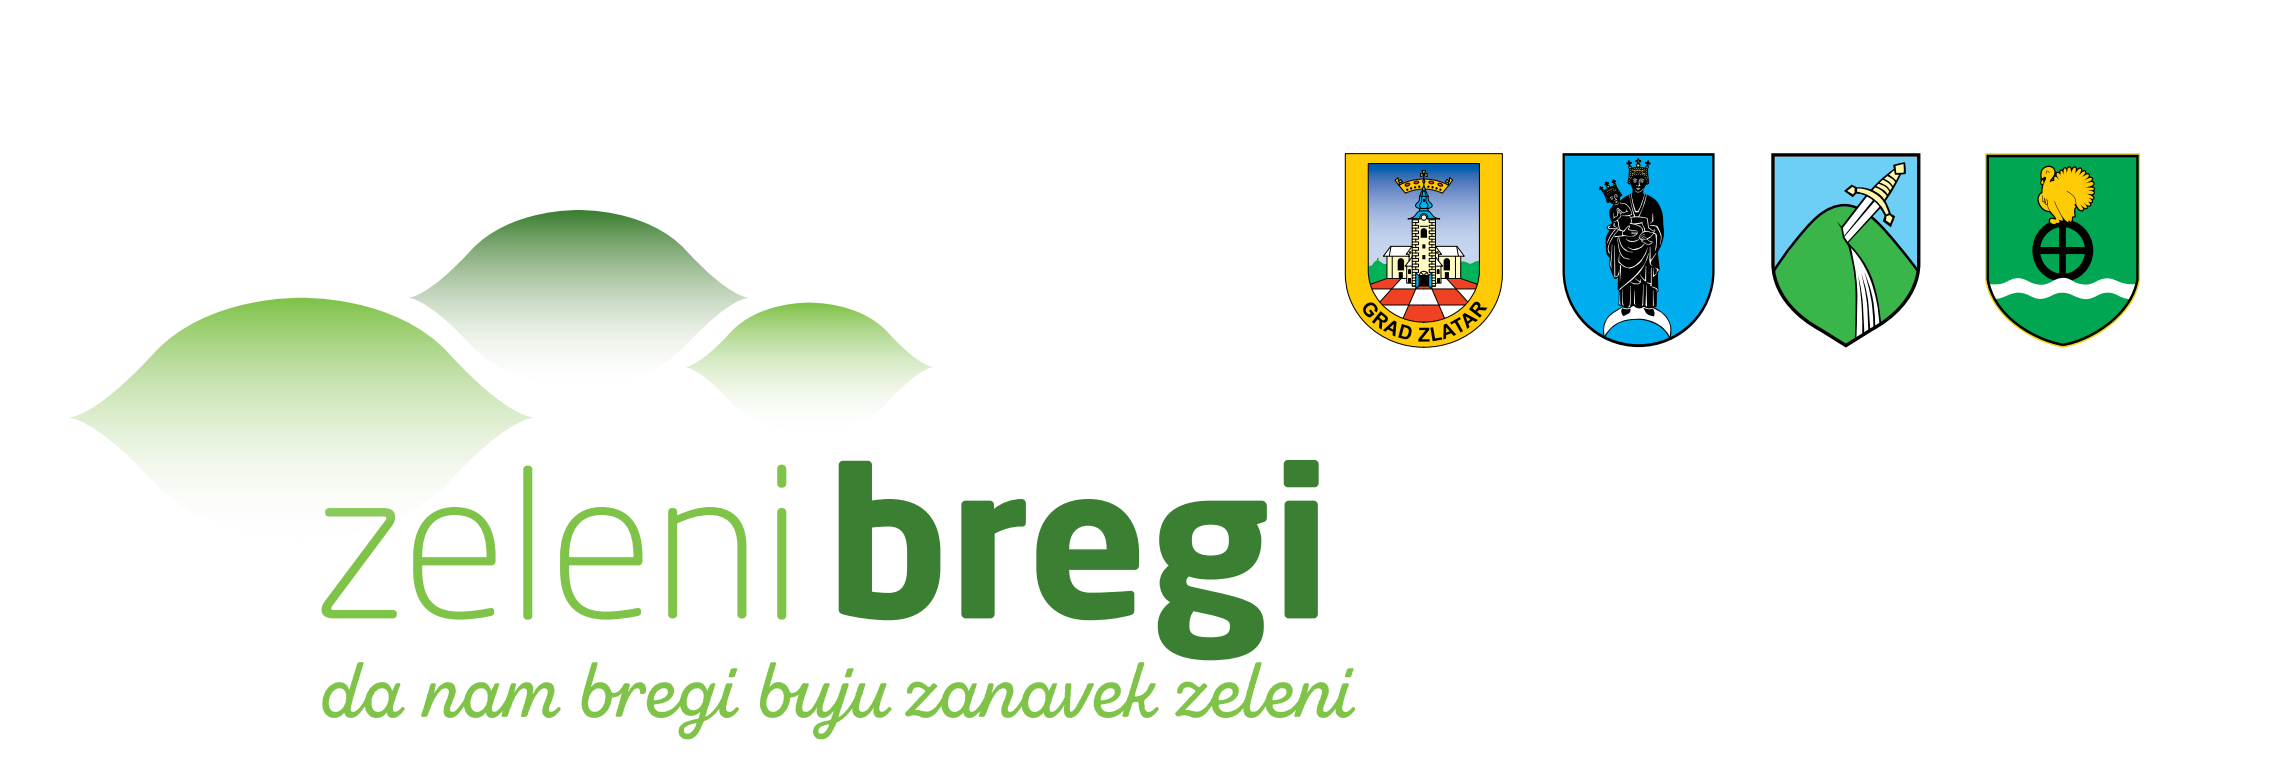 GRAD ZLATAR
zeleni bregi
da nam bregi buju zanavek zeleni